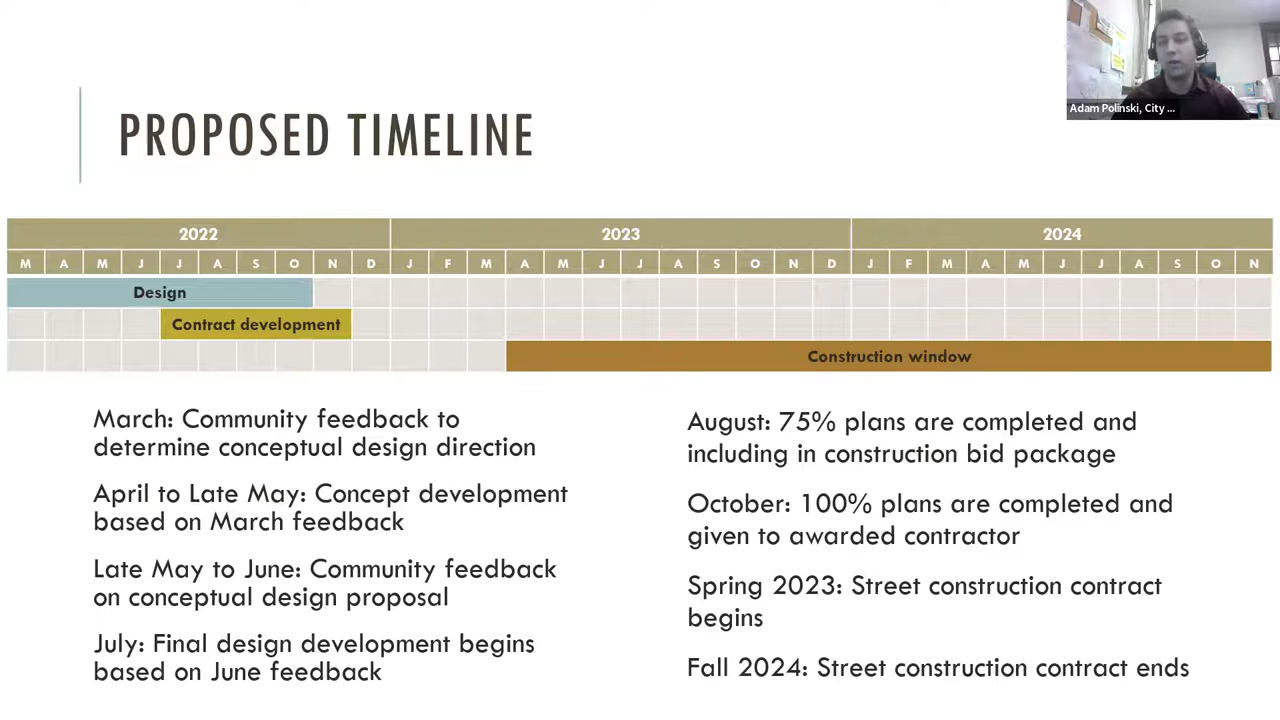 Adam Polinski, City ...
PROPOSED TIMELINE
2022 2023 2024
M A M J J A S O N D J F M A M J J A S O N D J F M A M J J A S O N
Design
Contract development
Construction window
March: Community feedback to
determine conceptual design direction
April to Late May: Concept development
based on March feedback
Late May to June: Community feedback
on conceptual design proposal
July: Final design development begins
based on June feedback
August: 75% plans are completed and
including in construction bid package
October: 100% plans are completed and
given to awarded contractor
Spring 2023: Street construction contract
begins
Fall 2024: Street construction contract ends